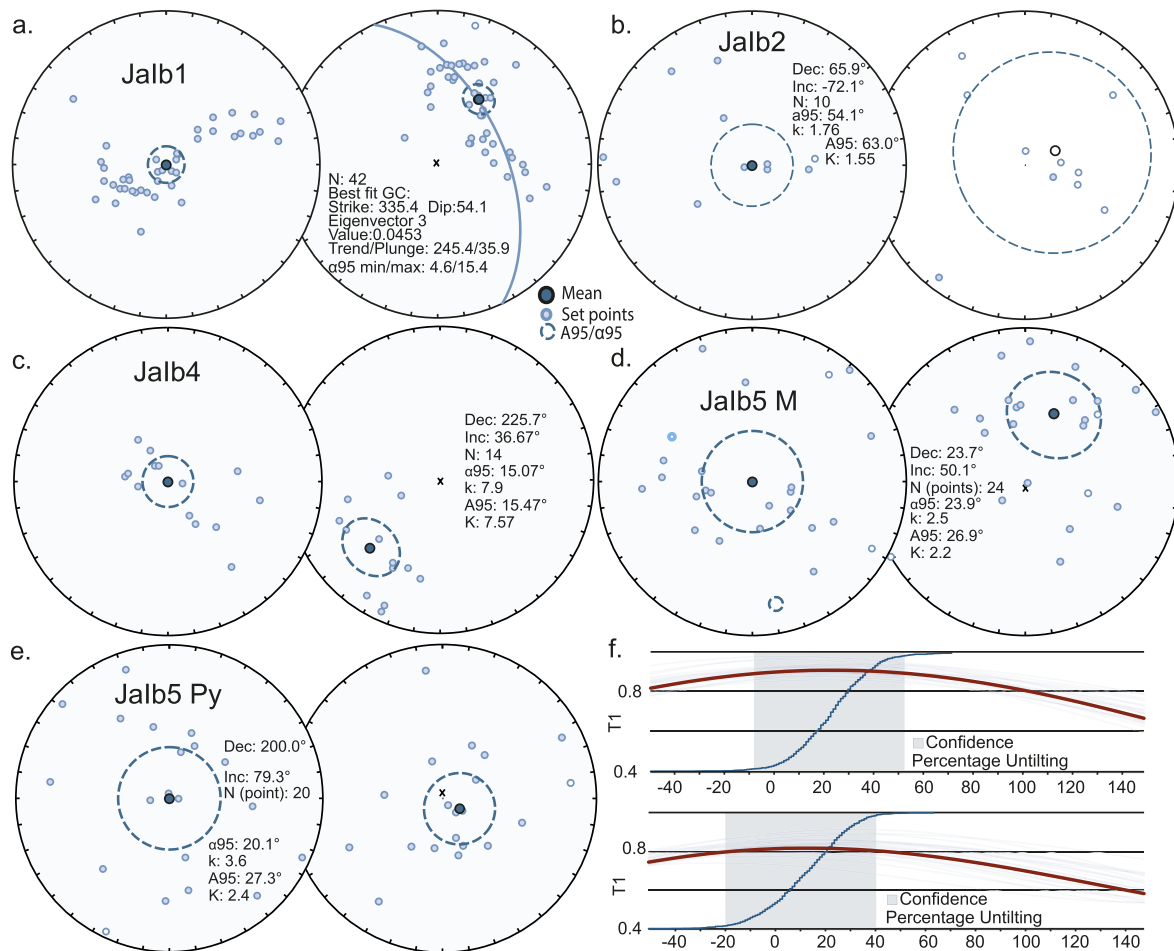 a.
Jalb1
N: 42
Best fit GC:
Strike: 335.4 Dip:54.1
Eigenvector 3
Value:0.0453
Trend/Plunge: 245.4/35.9
α95 min/max: 4.6/15.4
b.
Jalb2
Dec: 65.9°
Inc: -72.1°
N: 10
a95: 54.1°
k: 1.76
A95: 63.0°
K: 1.55
Mean
Set points
A95/α95
c.
Jalb4
Dec: 225.7°
Inc: 36.67°
N: 14
α95: 15.07°
k: 7.9
A95: 15.47°
K: 7.57
d.
Jalb5 M
Dec: 23.7°
Inc: 50.1°
N (points): 24
α95: 23.9°
k: 2.5
A95: 26.9°
K: 2.2
e.
Jalb5 Py
Dec: 200.0°
Inc: 79.3°
N (point): 20
α95: 20.1°
k: 3.6
A95: 27.3°
K: 2.4
f.
0.8
T1
0.4
Confidence
Percentage Untilting
-40 -20 0 20 40 60 80 100 120 140
0.8
T1
0.4
Confidence
Percentage Untilting
-40 -20 0 20 40 60 80 100 120 140